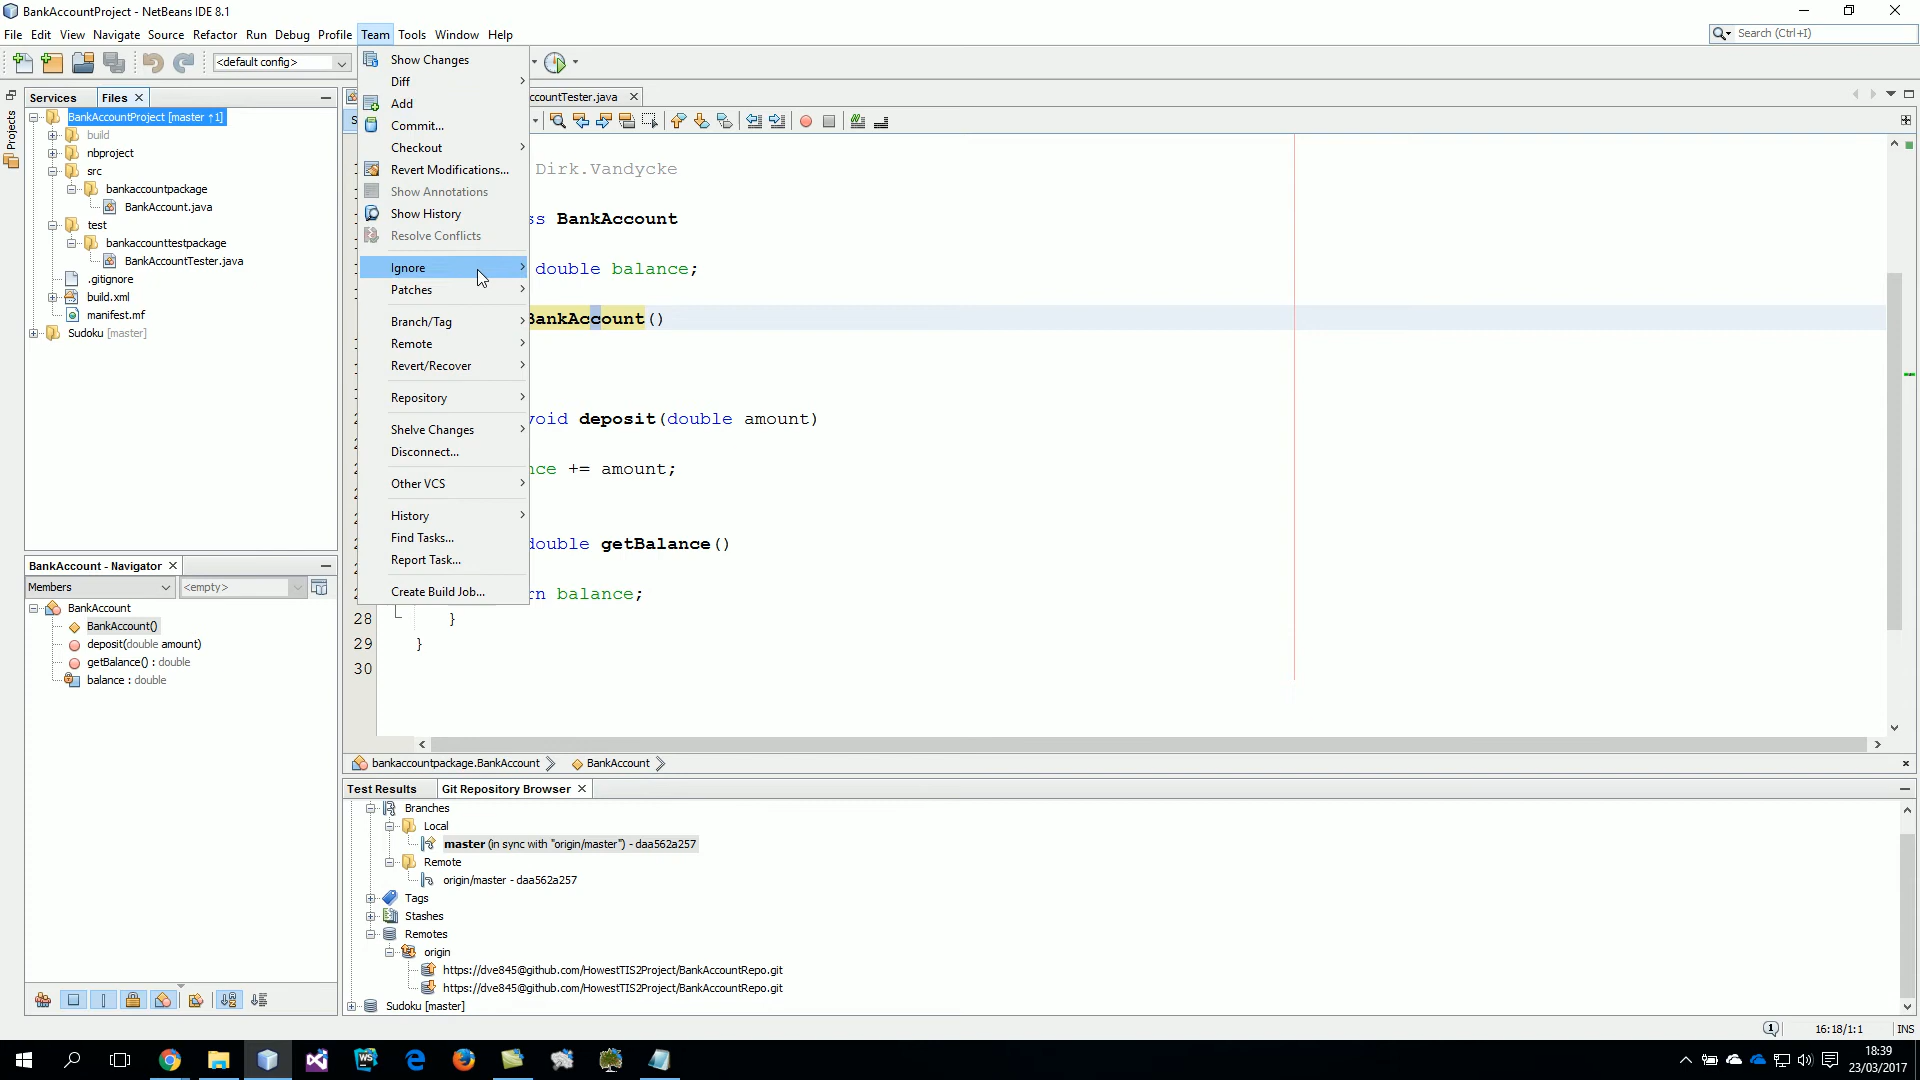 BankAccountProject - NetBeans IDE 8.1
File Edit View Navigate Source Refactor Run Debug Profile Team Tools Window Help
Search (Ctrl+I)
<default config>
Services
Files
Projects
BankAccountProject [master ↑1]
build
nbproject
src
bankaccountpackage
BankAccount.java
test
bankaccounttestpackage
BankAccountTester.java
.gitignore
build.xml
manifest.mf
Sudoku [master]
Show Changes
Diff
Add
Commit...
Checkout
Revert Modifications...
Show Annotations
Show History
Resolve Conflicts
Ignore
Patches
Branch/Tag
Remote
Revert/Recover
Repository
Shelve Changes
Disconnect...
Other VCS
History
Find Tasks...
Report Task...
Create Build Job...
ccountTester.java
Dirk.Vandycke
ss BankAccount
double balance;
BankAccount()
void deposit(double amount)
nce += amount;
double getBalance()
rn balance;
28 }
29 }
30
bankaccountpackage.BankAccount
BankAccount
BankAccount - Navigator
Members
<empty>
BankAccount
BankAccount()
deposit(double amount)
getBalance() : double
balance : double
Test Results
Git Repository Browser
Branches
Local
master (in sync with "origin/master") - daa562a257
Remote
origin/master - daa562a257
Tags
Stashes
Remotes
origin
https://dve845@github.com/HowestTIS2Project/BankAccountRepo.git
https://dve845@github.com/HowestTIS2Project/BankAccountRepo.git
Sudoku [master]
1
16:18/1:1
INS
18:39
23/03/2017